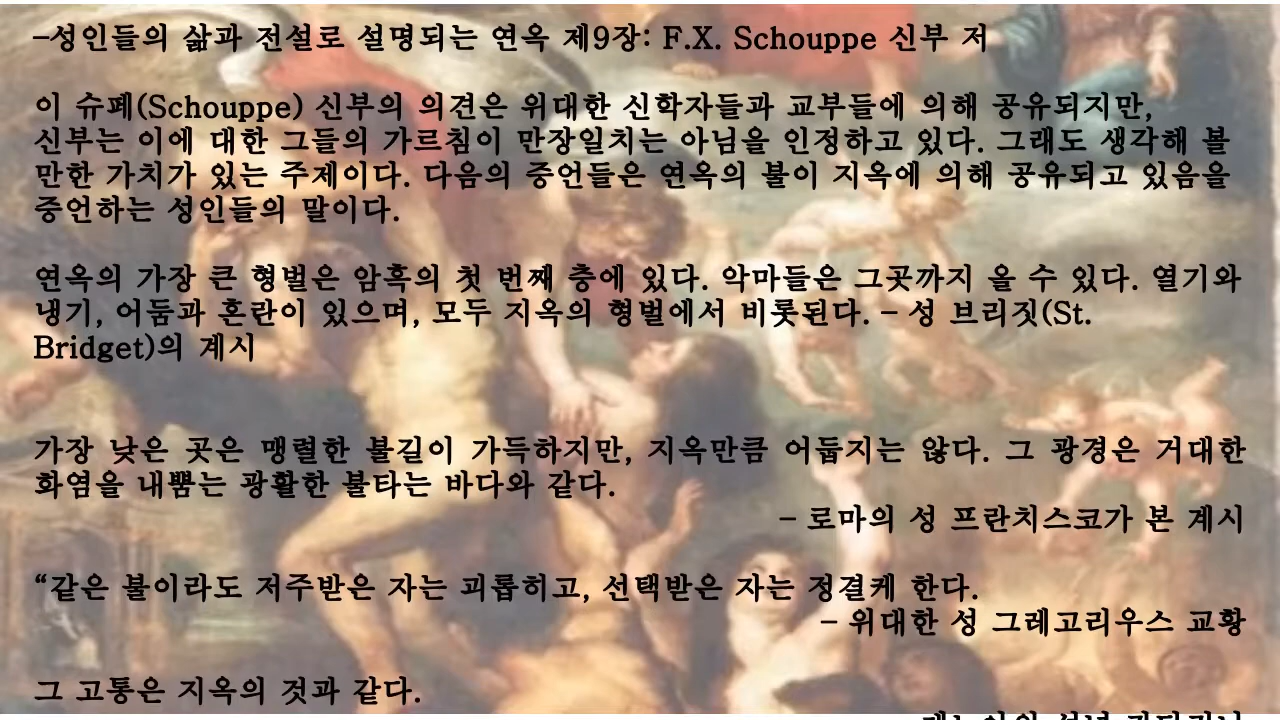 –성인들의 삶과 전설로 설명되는 연옥 제9장: F.X. Schouppe 신부 저
이 슈페(Schouppe) 신부의 의견은 위대한 신학자들과 교부들에 의해 공유되지만,
신부는 이에 대한 그들의 가르침이 만장일치는 아님을 인정하고 있다. 그래도 생각해 볼
만한 가치가 있는 주제이다. 다음의 증언들은 연옥의 불이 지옥에 의해 공유되고 있음을
증언하는 성인들의 말이다.
연옥의 가장 큰 형벌은 암흑의 첫 번째 층에 있다. 악마들은 그곳까지 올 수 있다. 열기와
냉기, 어둠과 혼란이 있으며, 모두 지옥의 형벌에서 비롯된다. – 성 브리짓(St.
Bridget)의 계시
가장 낮은 곳은 맹렬한 불길이 가득하지만, 지옥만큼 어둡지는 않다. 그 광경은 거대한
화염을 내뿜는 광활한 불타는 바다와 같다.
– 로마의 성 프란치스코가 본 계시
“같은 불이라도 저주받은 자는 괴롭히고, 선택받은 자는 정결케 한다.
– 위대한 성 그레고리우스 교황
그 고통은 지옥의 것과 같다.